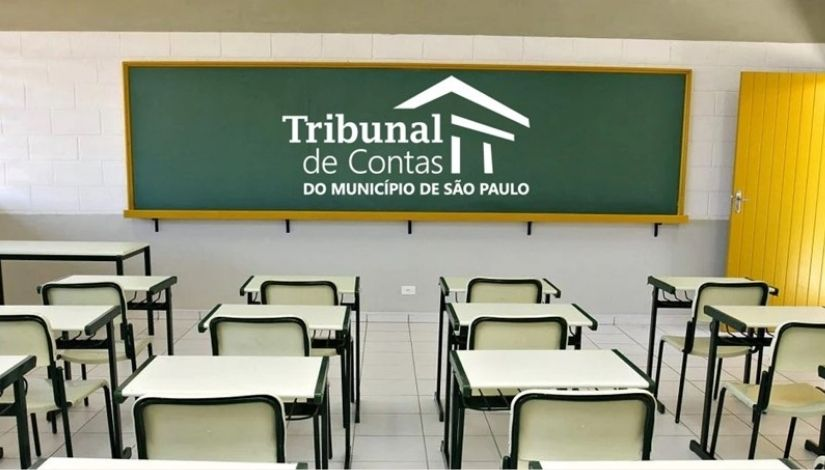 Tribunal
de Contas
DO MUNICÍPIO DE SÃO PAULO